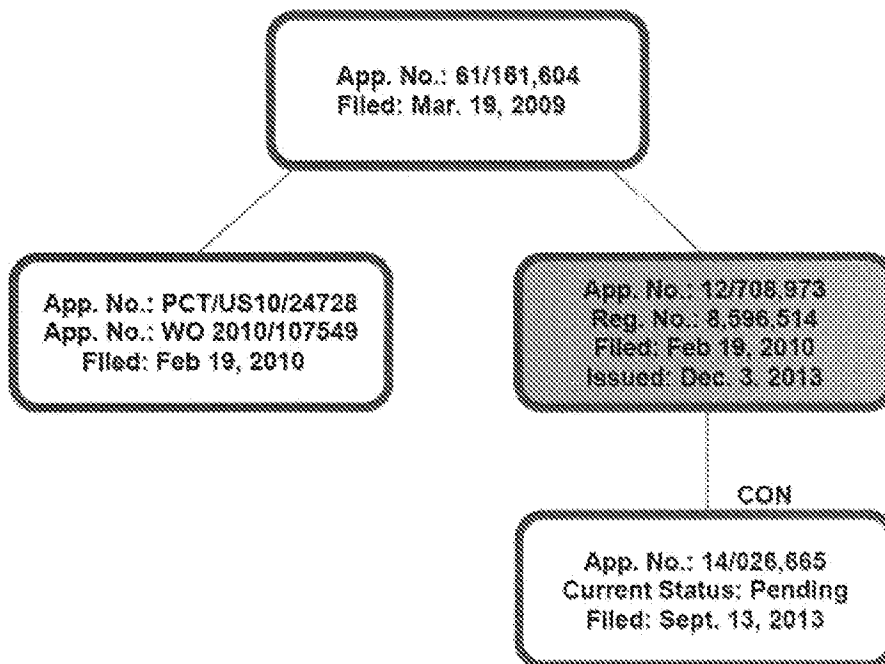 App. No.: 61/161,604
Filed: Mar. 19, 2009
App. No.: PCT/US10/24728
App. No.: WO 2010/107549
Filed: Feb 19, 2010
App. No.: 12/708,973
Reg. No.: 8,596,514
Filed: Feb 19, 2010
Issued: Dec. 3, 2013
CON
App. No.: 14/026,665
Current Status: Pending
Filed: Sept. 13, 2013